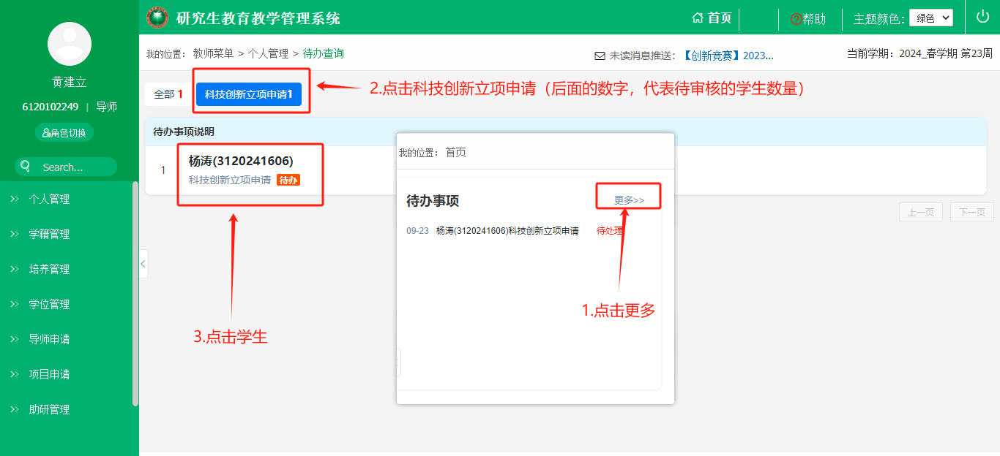 研究生教育教学管理系统
首页
帮助
主题颜色：
绿色
黄建立
6120102249 | 导师
角色切换
Search...
个人管理
学籍管理
培养管理
学位管理
导师申请
项目申请
助研管理
我的位置： 教师菜单 > 个人管理 > 待办查询
未读消息推送： 【创新竞赛】2023...
当前学期：2024_春学期 第23周
全部 1
科技创新立项申请1
2.点击科技创新立项申请（后面的数字，代表待审核的学生数量）
待办事项说明
1
杨涛(3120241606)
科技创新立项申请 待办
上一页
下一页
3.点击学生
我的位置： 首页
待办事项
更多>>
09-23 杨涛(3120241606)科技创新立项申请 待处理
1.点击更多